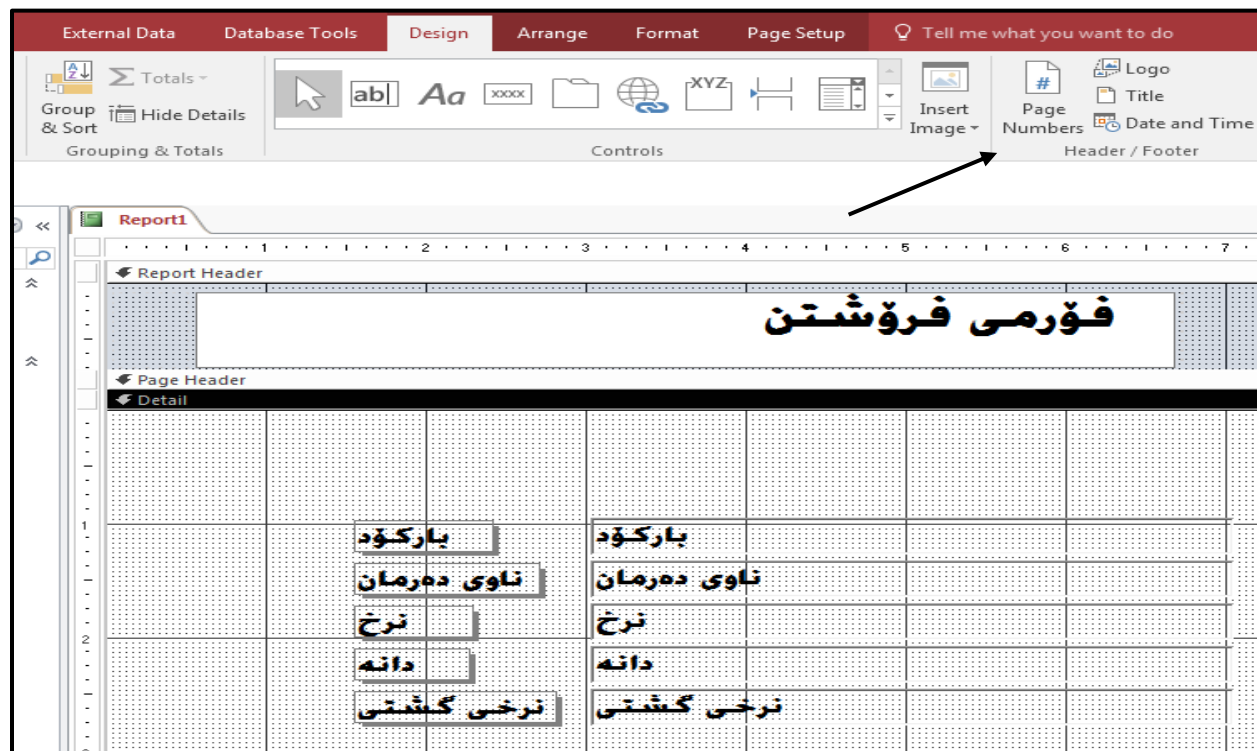 External Data Database Tools Design Arrange Format Page Setup Tell me what you want to do
Group & Sort
Totals
Hide Details
Grouping & Totals
ab
Aa
xxxx
XYZ
Controls
Insert Image
Page Numbers
Logo
Title
Date and Time
Header / Footer
Report1
1 2 3 4 5 6 7
Report Header
فۆڕمی فرۆشتن
Page Header
Detail
1
بارکۆد بارکۆد
ناوی دەرمان ناوی دەرمان
نرخ نرخ
2
دانە دانە
نرخی گشتی نرخی گشتی